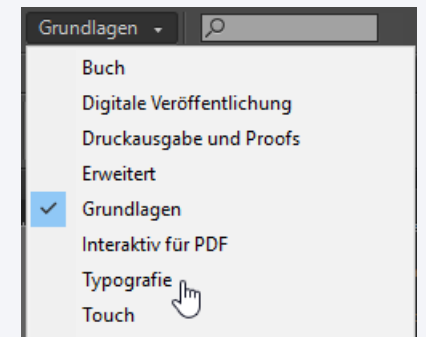 Grundlagen
Buch
Digitale Veröffentlichung
Druckausgabe und Proofs
Erweitert
Grundlagen
Interaktiv für PDF
Typografie
Touch